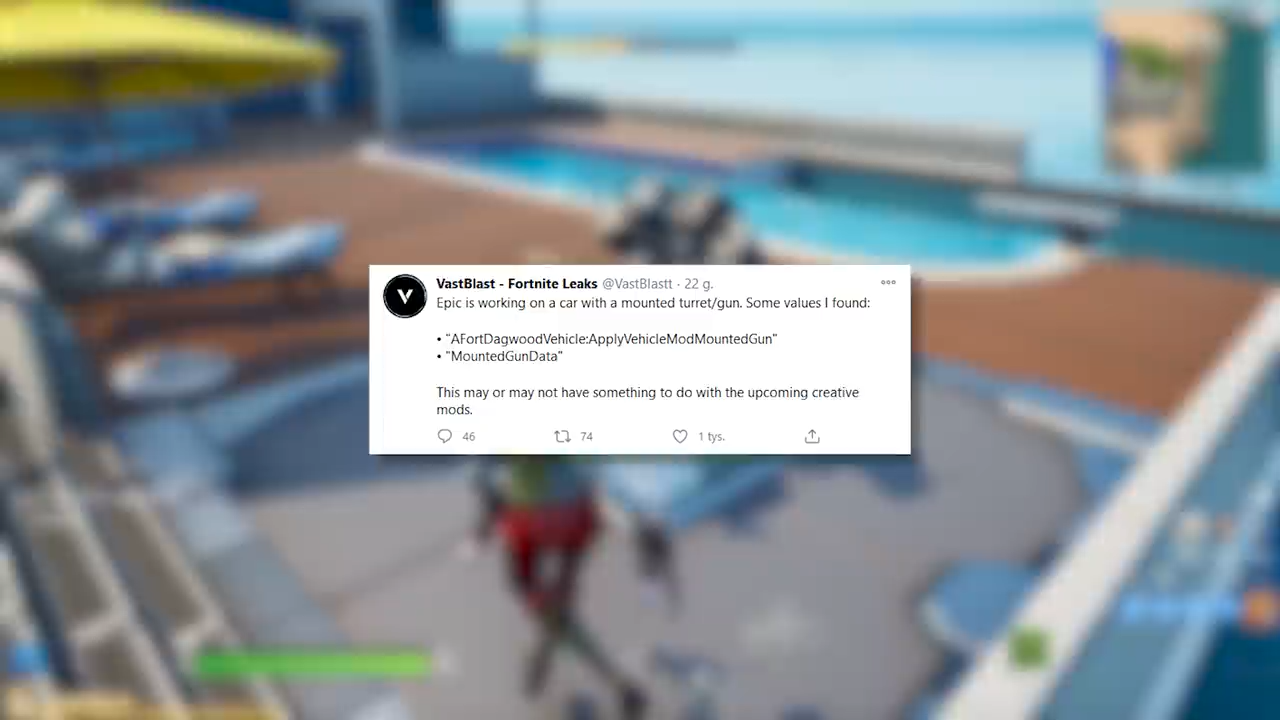 VastBlast - Fortnite Leaks @VastBlastt · 22 g.
Epic is working on a car with a mounted turret/gun. Some values I found:
• "AFortDagwoodVehicle:ApplyVehicleModMountedGun"
• "MountedGunData"
This may or may not have something to do with the upcoming creative
mods.
46 74 1 tys.